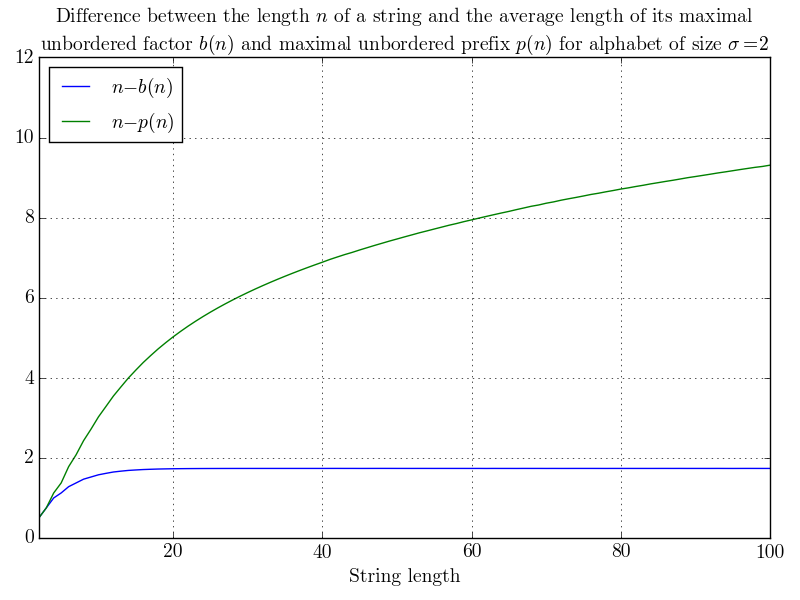 Difference between the length n of a string and the average length of its maximal
unbordered factor b(n) and maximal unbordered prefix p(n) for alphabet of size σ=2
12
n−b(n)
n−p(n)
10
8
6
4
2
0
20 40 60 80 100
String length